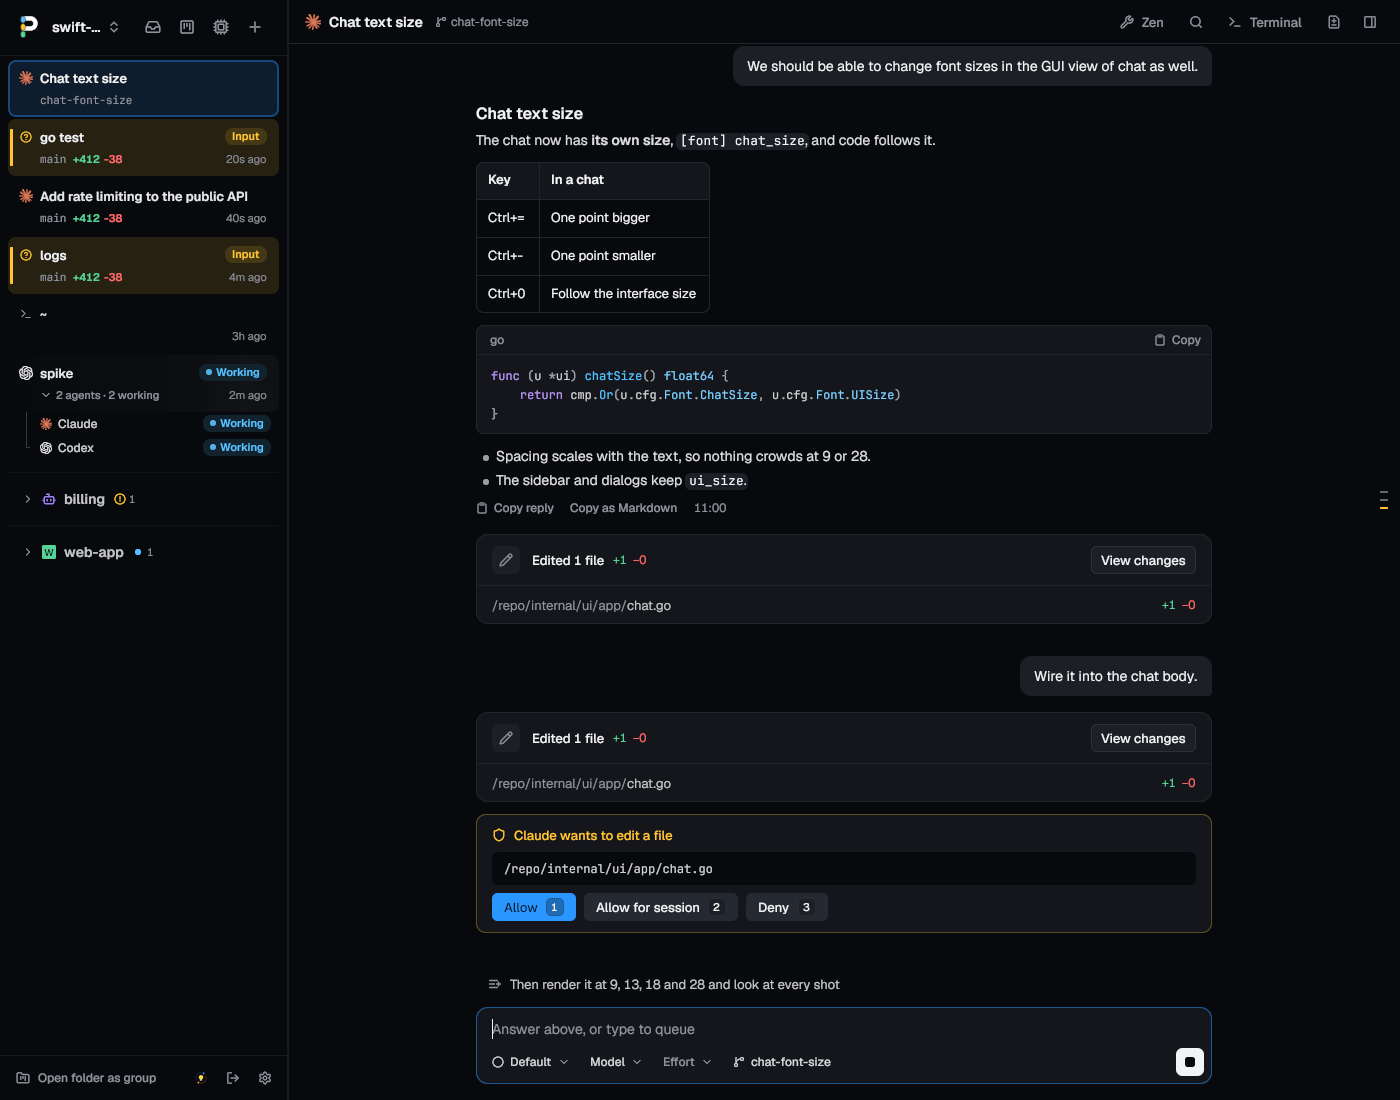 swift-...
Chat text size
chat-font-size
go test
Input
main +412 -38
20s ago
Add rate limiting to the public API
main +412 -38
40s ago
logs
Input
main +412 -38
4m ago
~
3h ago
spike
Working
2 agents · 2 working
2m ago
Claude
Working
Codex
Working
billing
1
W web-app
1
Open folder as group
Chat text size
chat-font-size
Zen
Terminal
We should be able to change font sizes in the GUI view of chat as well.
Chat text size
The chat now has its own size, [font] chat_size, and code follows it.
Key In a chat
Ctrl+= One point bigger
Ctrl+- One point smaller
Ctrl+0 Follow the interface size
go
Copy
func (u *ui) chatSize() float64 {
    return cmp.Or(u.cfg.Font.ChatSize, u.cfg.Font.UISize)
}
Spacing scales with the text, so nothing crowds at 9 or 28.
The sidebar and dialogs keep ui_size.
Copy reply Copy as Markdown 11:00
Edited 1 file +1 −0
View changes
/repo/internal/ui/app/chat.go
+1 −0
Wire it into the chat body.
Edited 1 file +1 −0
View changes
/repo/internal/ui/app/chat.go
+1 −0
Claude wants to edit a file
/repo/internal/ui/app/chat.go
Allow 1
Allow for session 2
Deny 3
Then render it at 9, 13, 18 and 28 and look at every shot
Answer above, or type to queue
Default Model Effort chat-font-size